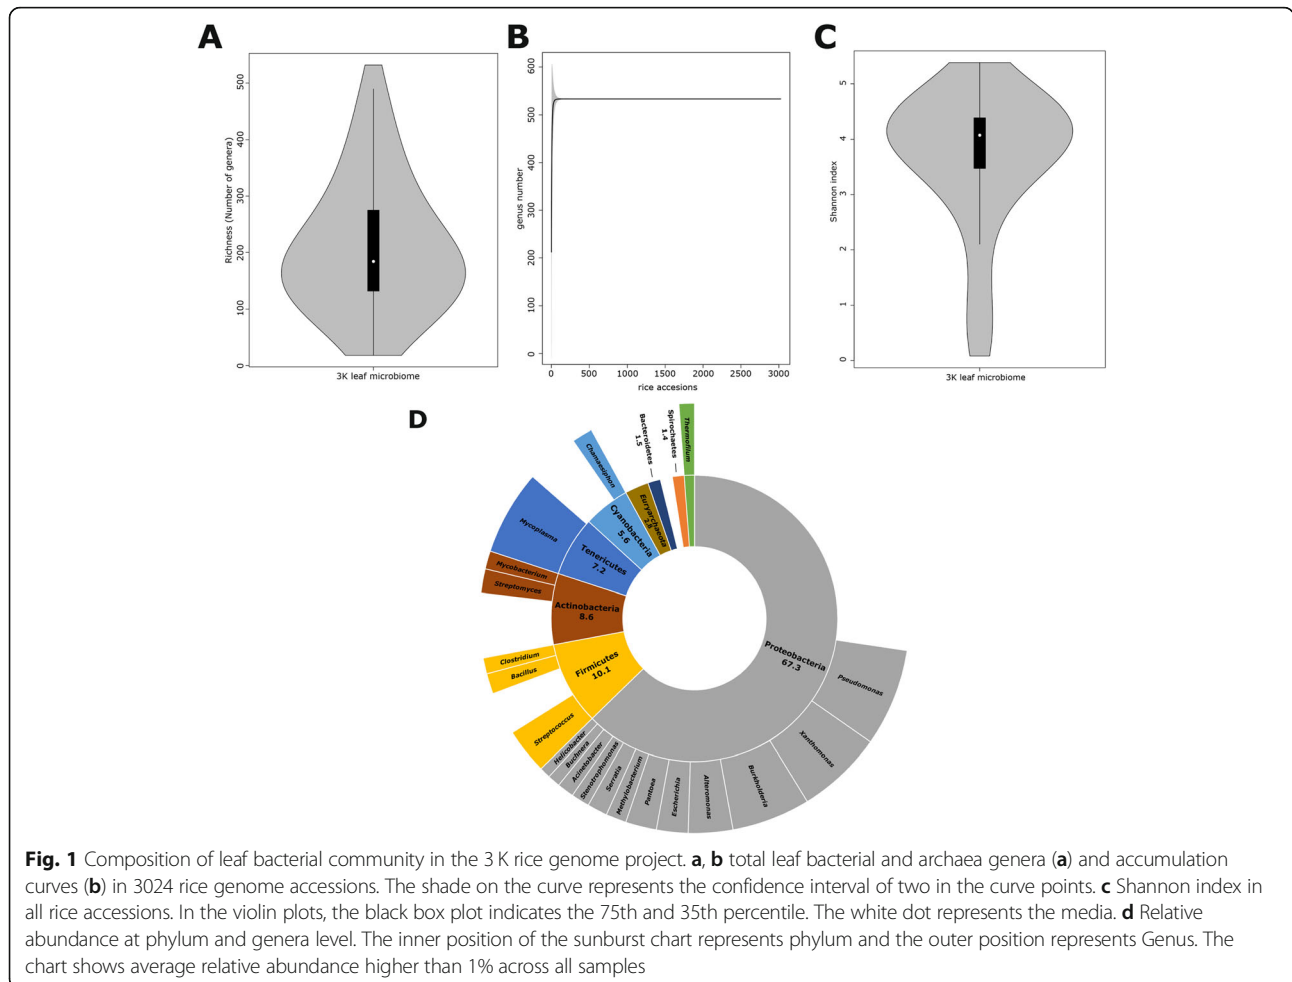 A
B
C
Richness (Number of genera)
500
400
300
200
100
0
3K leaf microbiome
genus number
600
500
400
300
200
100
0
0 500 1000 1500 2000 2500 3000
rice accesions
Shannon index
5
4
3
2
1
0
3K leaf microbiome
D
Thermofilum
Spirochaetes
1.4
Bacteroidetes
1.5
Euryarchaeota
2.8
Chamaesiphon
Cyanobacteria
5.6
Mycoplasma
Tenericutes
7.2
Mycobacterium
Streptomyces
Actinobacteria
8.6
Clostridium
Bacillus
Streptococcus
Firmicutes
10.1
Proteobacteria
67.3
Pseudomonas
Xanthomonas
Burkholderia
Alteromonas
Escherichia
Pantoea
Methylobacterium
Serratia
Stenotrophomonas
Acinelobacter
Buchnera
Helicobacter
Fig. 1 Composition of leaf bacterial community in the 3 K rice genome project. a, b total leaf bacterial and archaea genera (a) and accumulation
curves (b) in 3024 rice genome accessions. The shade on the curve represents the confidence interval of two in the curve points. c Shannon index in
all rice accessions. In the violin plots, the black box plot indicates the 75th and 35th percentile. The white dot represents the media. d Relative
abundance at phylum and genera level. The inner position of the sunburst chart represents phylum and the outer position represents Genus. The
chart shows average relative abundance higher than 1% across all samples